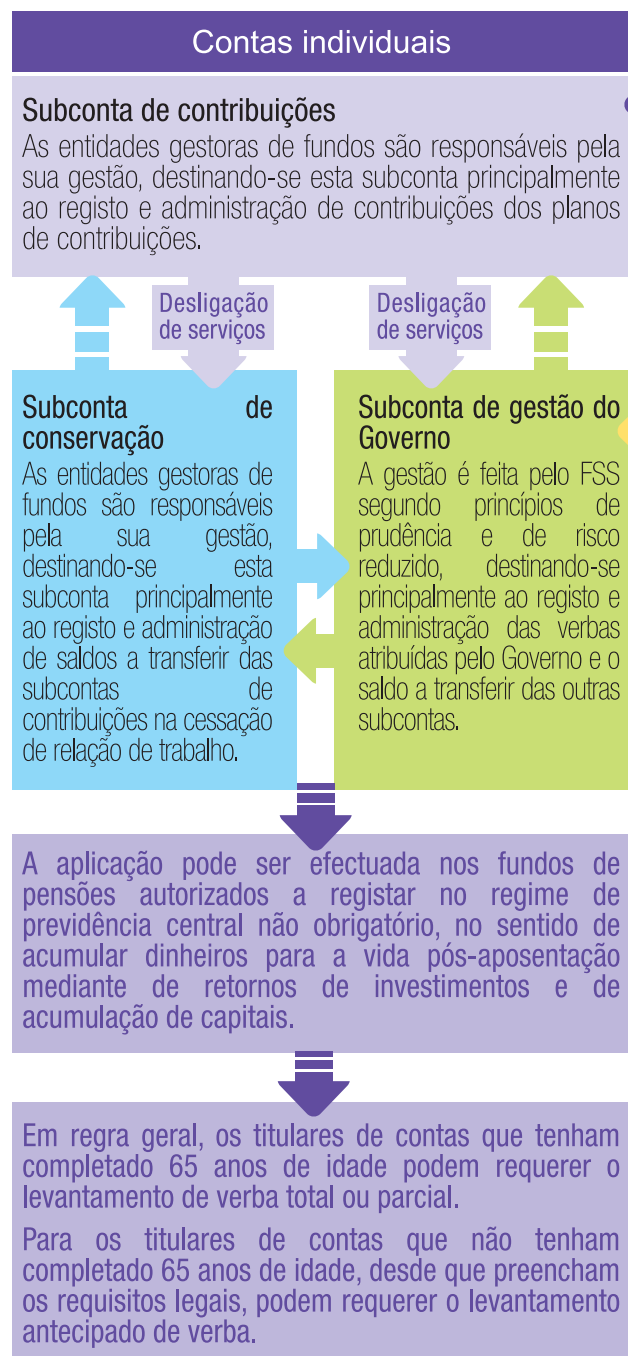 Contas individuais
Subconta de contribuições
As entidades gestoras de fundos são responsáveis pela
sua gestão, destinando-se esta subconta principalmente
ao registo e administração de contribuições dos planos
de contribuições.
Desligação
de serviços
Desligação
de serviços
Subconta de
conservação
As entidades gestoras de
fundos são responsáveis
pela sua gestão,
destinando-se esta
subconta principalmente
ao registo e administração
de saldos a transferir das
subcontas de
contribuições na cessação
de relação de trabalho.
Subconta de gestão do
Governo
A gestão é feita pelo FSS
segundo princípios de
prudência e de risco
reduzido, destinando-se
principalmente ao registo e
administração das verbas
atribuídas pelo Governo e o
saldo a transferir das outras
subcontas.
A aplicação pode ser efectuada nos fundos de
pensões autorizados a registar no regime de
previdência central não obrigatório, no sentido de
acumular dinheiros para a vida pós-aposentação
mediante de retornos de investimentos e de
acumulação de capitais.
Em regra geral, os titulares de contas que tenham
completado 65 anos de idade podem requerer o
levantamento de verba total ou parcial.
Para os titulares de contas que não tenham
completado 65 anos de idade, desde que preencham
os requisitos legais, podem requerer o levantamento
antecipado de verba.